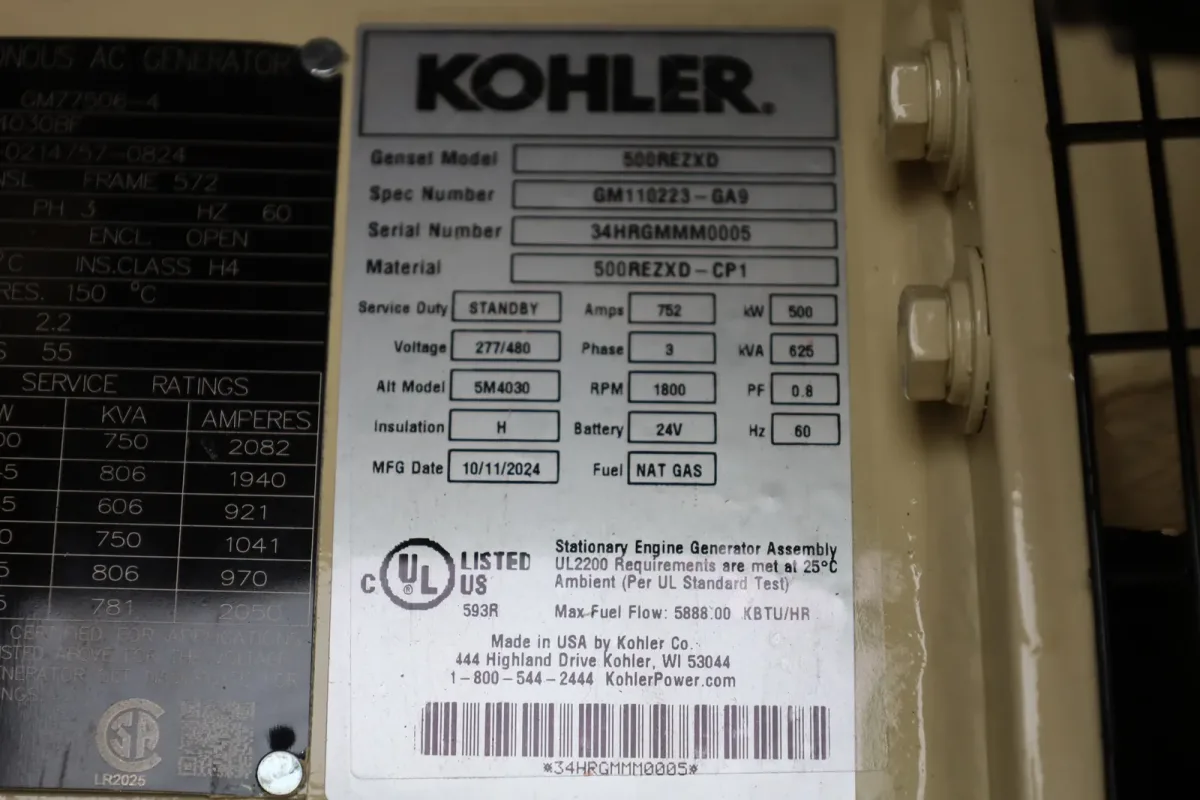 AC GENERATOR
GM77506-4
0214757-0824
FRAME 572
PH 3 HZ 60
ENCL. OPEN
°C INS.CLASS H4
RES. 150 °C
2.2
55
SERVICE RATINGS
KVA AMPERES
750 2082
806 1940
606 921
750 1041
806 970
781 2050
LR2025
KOHLER.
Genset Model 500REZXD
Spec Number GM110223-GA9
Serial Number 34HRGMMM0005
Material 500REZXD-CP1
Service Duty STANDBY Amps 752 kW 500
Voltage 277/480 Phase 3 kVA 625
Alt Model 5M4030 RPM 1800 PF 0.8
Insulation H Battery 24V Hz 60
MFG Date 10/11/2024 Fuel NAT GAS
C UL ® LISTED US
593R
Stationary Engine Generator Assembly
UL2200 Requirements are met at 25°C
Ambient (Per UL Standard Test)
Max Fuel Flow: 5888.00 KBTU/HR
Made in USA by Kohler Co.
444 Highland Drive Kohler, WI 53044
1-800-544-2444 KohlerPower.com
*34HRGMMM0005*